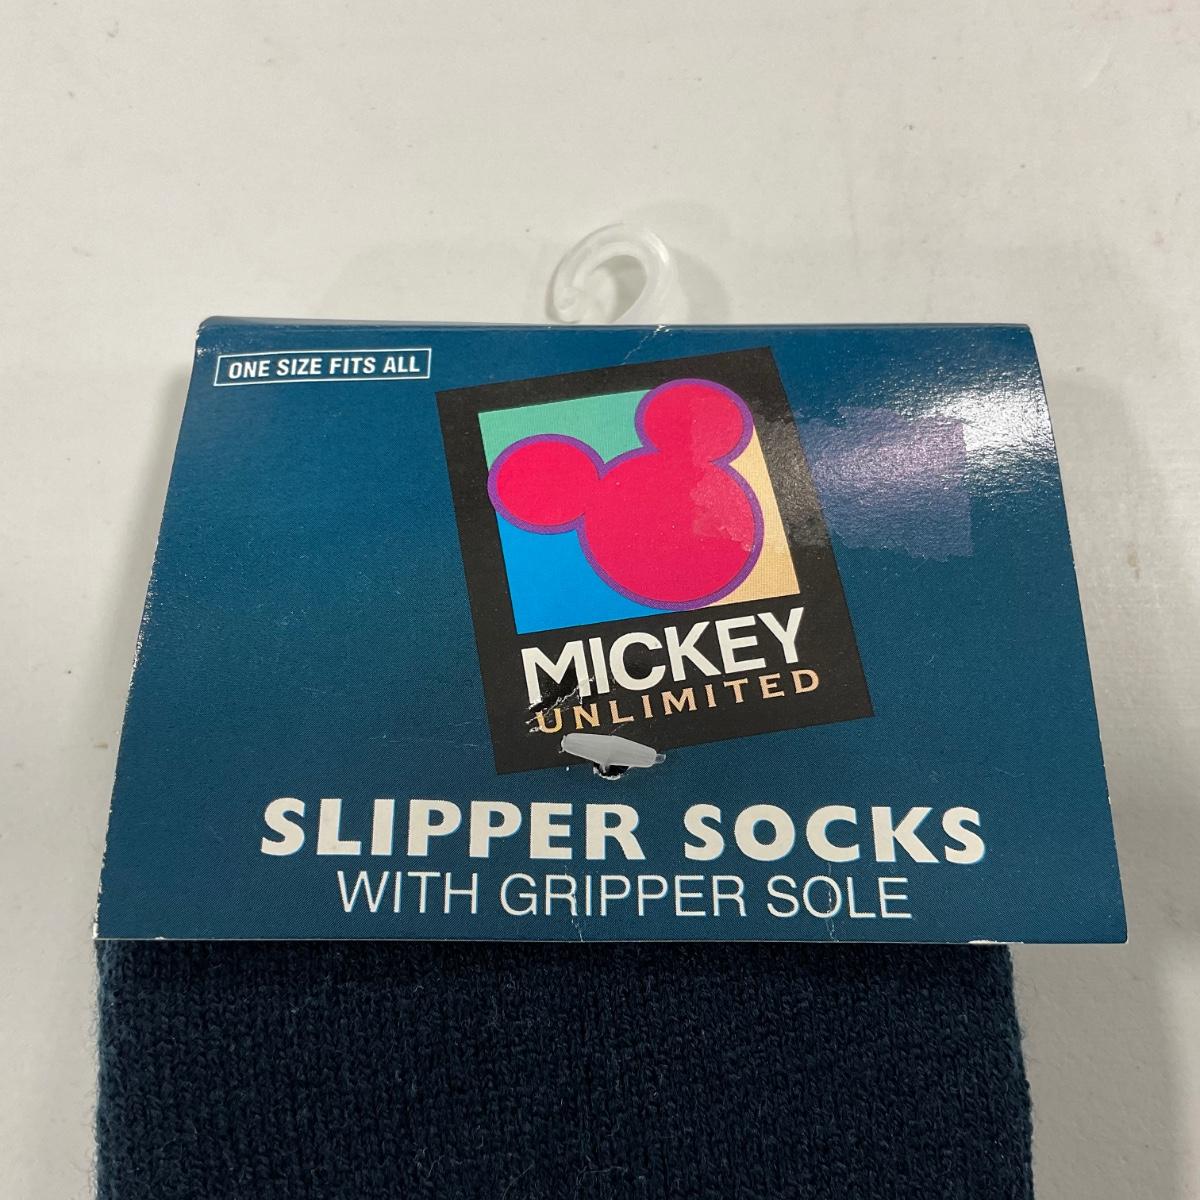 ONE SIZE FITS ALL
MICKEY
UNLIMITED
SLIPPER SOCKS
WITH GRIPPER SOLE